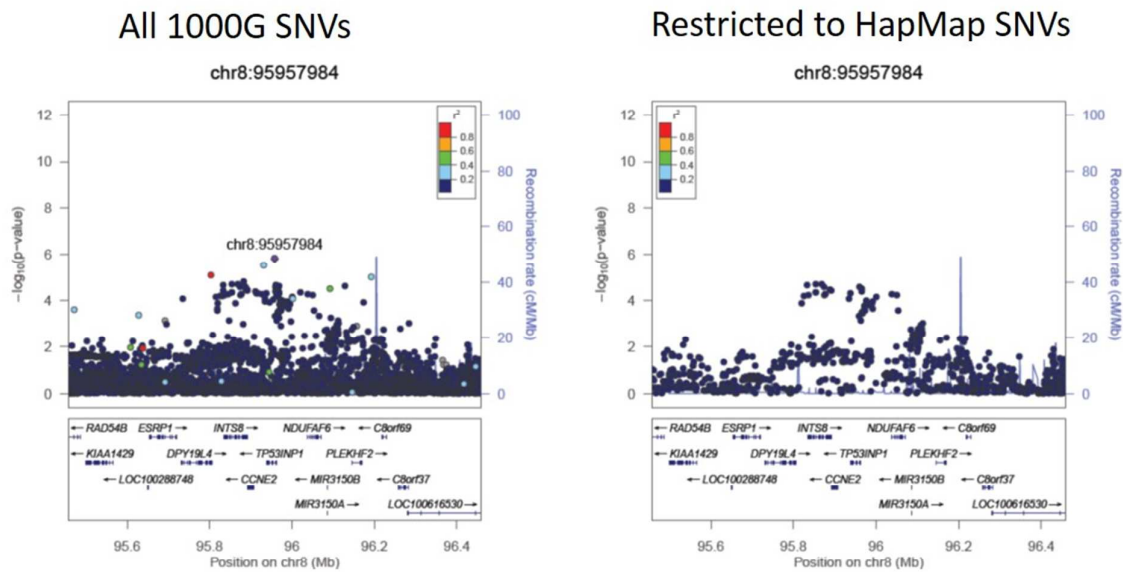 All 1000G SNVs
Restricted to HapMap SNVs
chr8:95957984
chr8:95957984
12
10
8
6
4
2
0
−log10(p−value)
100
80
60
40
20
0
Recombination rate (cM/Mb)
r²
0.8
0.6
0.4
0.2
chr8:95957984
← RAD54B
ESRP1 →
INTS8 →
NDUFAF6 →
← C8orf69
← KIAA1429
DPY19L4 →
← TP53INP1
PLEKHF2 →
← LOC100288748
← CCNE2
← MIR3150B
← C8orf37
MIR3150A →
LOC100616530 →
95.6
95.8
96
96.2
96.4
Position on chr8 (Mb)
12
10
8
6
4
2
0
−log10(p−value)
100
80
60
40
20
0
Recombination rate (cM/Mb)
r²
0.8
0.6
0.4
0.2
← RAD54B
ESRP1 →
INTS8 →
NDUFAF6 →
← C8orf69
← KIAA1429
DPY19L4 →
← TP53INP1
PLEKHF2 →
← LOC100288748
← CCNE2
← MIR3150B
← C8orf37
MIR3150A →
LOC100616530 →
95.6
95.8
96
96.2
96.4
Position on chr8 (Mb)